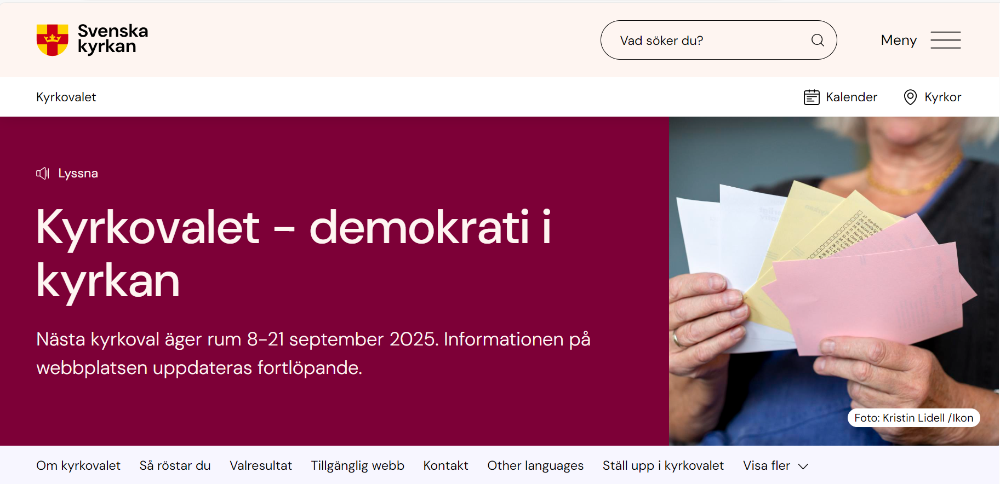 Svenska
kyrkan
Vad söker du?
Meny
Kyrkovalet
Kalender
Kyrkor
Lyssna
Kyrkovalet – demokrati i
kyrkan
Nästa kyrkoval äger rum 8–21 september 2025. Informationen på
webbplatsen uppdateras fortlöpande.
Foto: Kristin Lidell /Ikon
Om kyrkovalet
Så röstar du
Valresultat
Tillgänglig webb
Kontakt
Other languages
Ställ upp i kyrkovalet
Visa fler